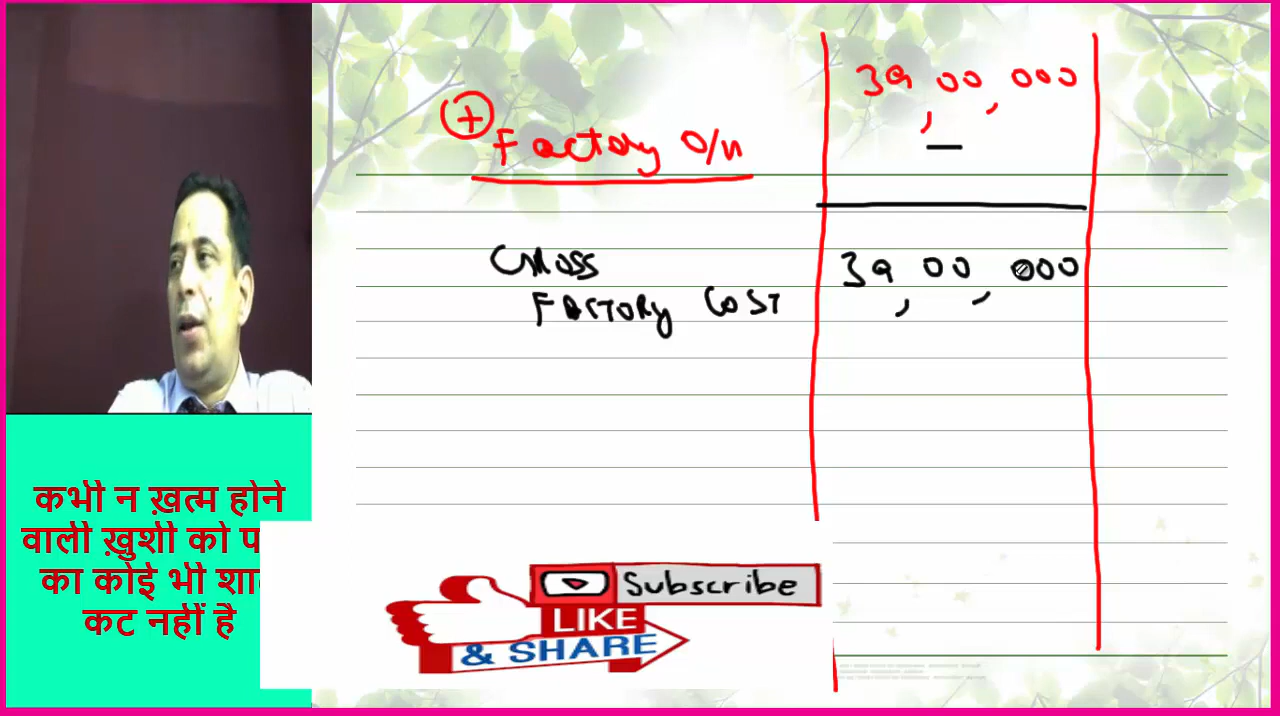 39,00,000
+ Factory O/H
—
Gross
FACTORY COST 39,00,000
कभी न ख़त्म होने
वाली ख़ुशी को
का कोई भी
कट नहीं है
Subscribe
LIKE
& SHARE